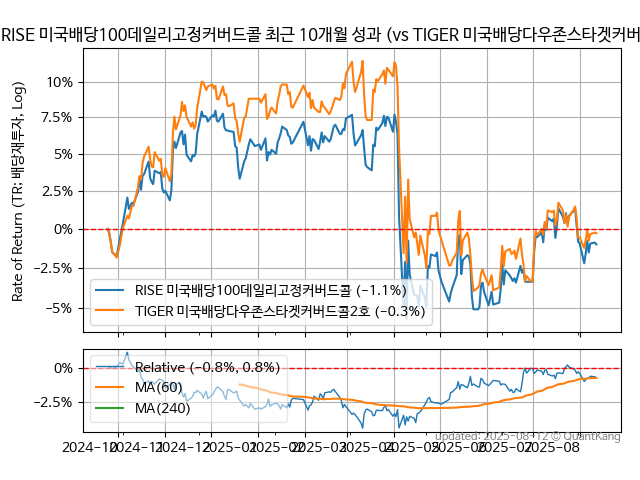 RISE 미국배당100데일리고정커버드콜 최근 10개월 성과 (vs TIGER 미국배당다우존스타겟커버
Rate of Return (TR: 배당재투자, Log)
10%
7.5%
5%
2.5%
0%
−2.5%
−5%
RISE 미국배당100데일리고정커버드콜 (−1.1%)
TIGER 미국배당다우존스타겟커버드콜2호 (−0.3%)
0%
−2.5%
Relative (−0.8%, 0.8%)
MA(60)
MA(240)
2024-10
2024-11
2024-12
2025-01
2025-02
2025-03
2025-04
2025-05
2025-06
2025-07
2025-08
updated: 2025-08-12 © QuantKang